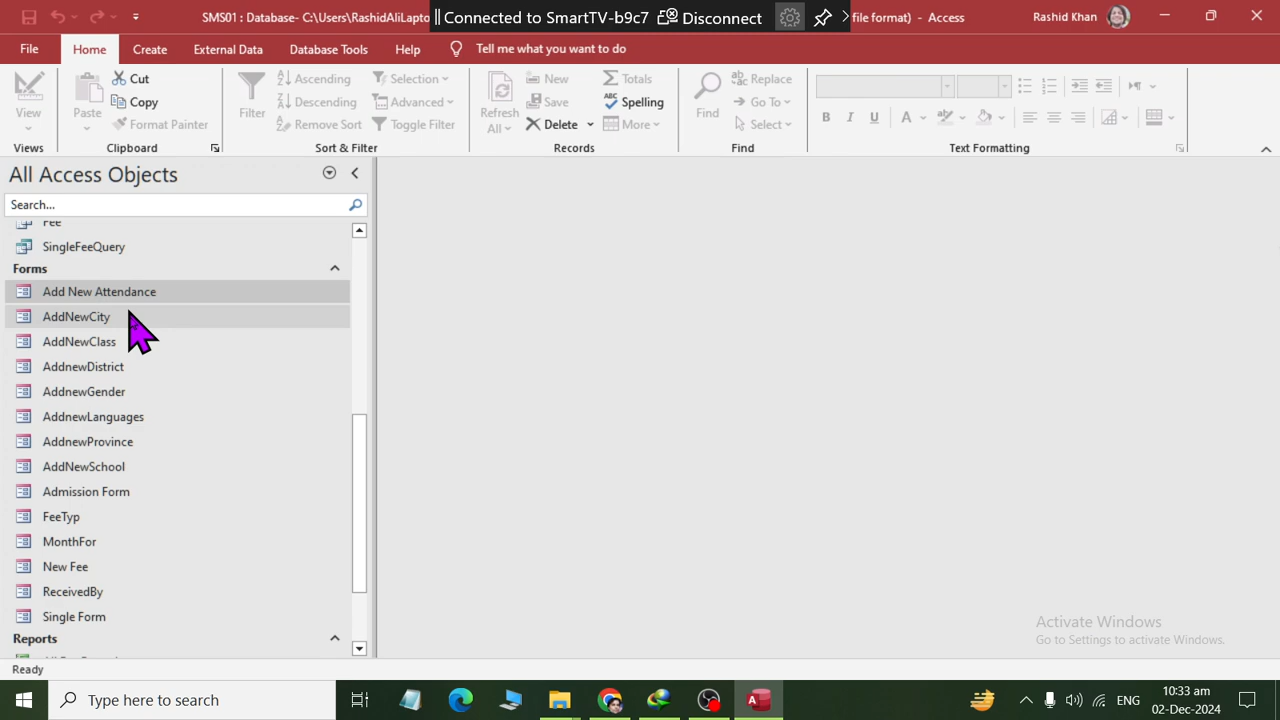 SMS01 : Database- C:\Users\RashidAliLapto
Connected to SmartTV-b9c7 Disconnect
file format) - Access
Rashid Khan
File Home Create External Data Database Tools Help Tell me what you want to do
View
Views
Paste
Cut
Copy
Format Painter
Clipboard
Filter
Ascending
Descending
Remove Sort
Selection
Advanced
Toggle Filter
Sort & Filter
Refresh
All
New
Save
Delete
Totals
Spelling
More
Records
Find
Replace
Go To
Select
Find
B I U A
Text Formatting
All Access Objects
Search...
Fee
SingleFeeQuery
Forms
Add New Attendance
AddNewCity
AddNewClass
AddnewDistrict
AddnewGender
AddnewLanguages
AddnewProvince
AddNewSchool
Admission Form
FeeTyp
MonthFor
New Fee
ReceivedBy
Single Form
Reports
Activate Windows
Go to Settings to activate Windows.
Ready
Type here to search
ENG
10:33 am
02-Dec-2024